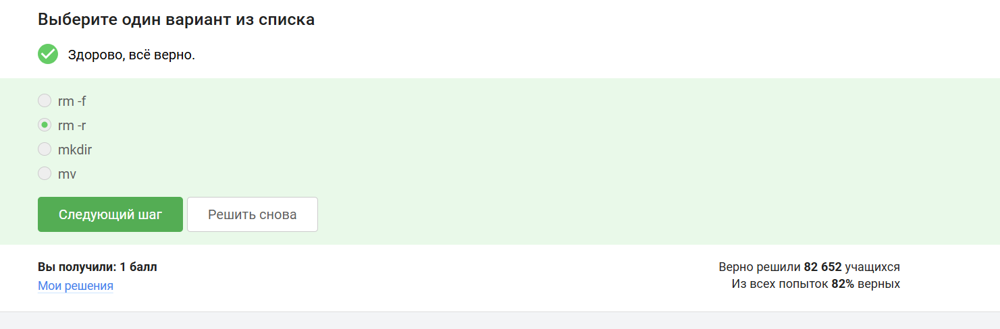 Выберите один вариант из списка
Здорово, всё верно.
rm -f
rm -r
mkdir
mv
Следующий шаг
Решить снова
Вы получили: 1 балл
Мои решения
Верно решили 82 652 учащихся
Из всех попыток 82% верных